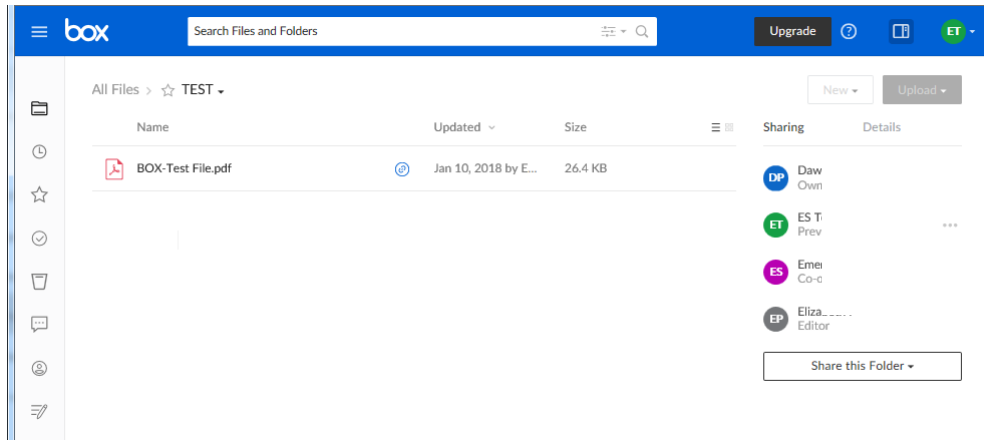 box
Search Files and Folders
Upgrade
?
ET
All Files > TEST
New
Upload
Name
Updated
Size
Sharing
Details
BOX-Test File.pdf
Jan 10, 2018 by E...
26.4 KB
DP
Daw
Own
ET
ES T
Prev
ES
Eme
Co-o
EP
Eliza
Editor
Share this Folder